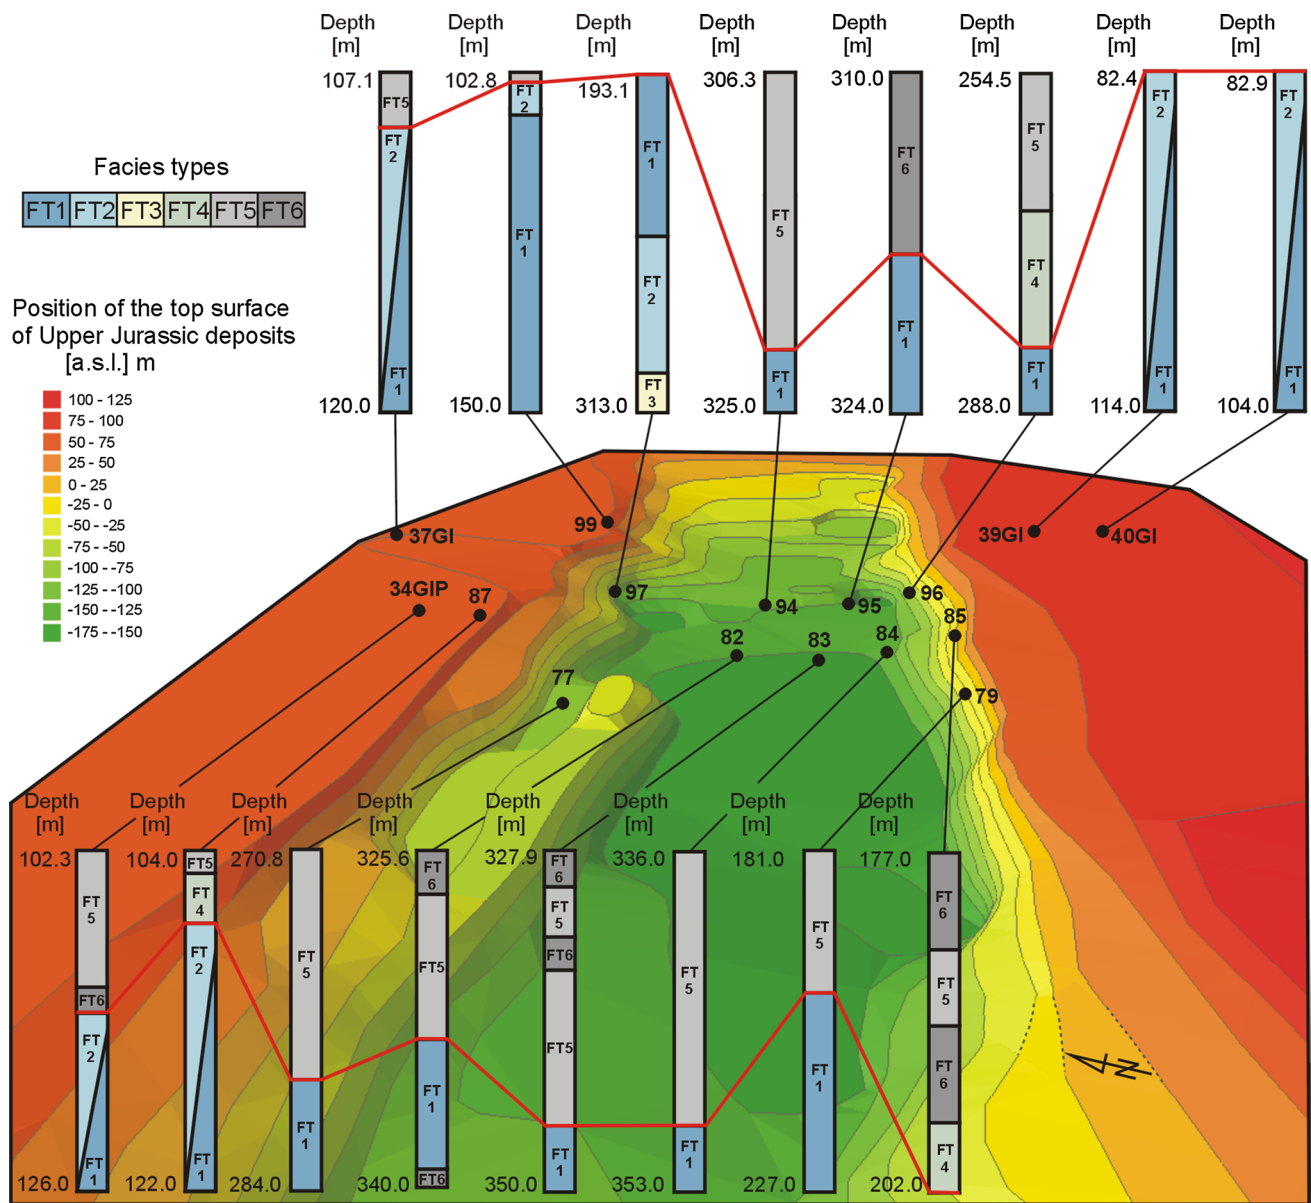 Depth Depth Depth Depth Depth Depth Depth Depth
[m] [m] [m] [m] [m] [m] [m] [m]
107.1 102.8 193.1 306.3 310.0 254.5 82.4 82.9
FT5
FT
2
FT
2
FT
1
FT
1
FT
1
FT
2
FT
3
FT
5
FT
1
FT
6
FT
1
FT
5
FT
4
FT
1
FT
2
FT
1
FT
2
FT
1
120.0 150.0 313.0 325.0 324.0 288.0 114.0 104.0
Facies types
FT1 FT2 FT3 FT4 FT5 FT6
Position of the top surface
of Upper Jurassic deposits
[a.s.l.] m
100 - 125
75 - 100
50 - 75
25 - 50
0 - 25
-25 - 0
-50 - -25
-75 - -50
-100 - -75
-125 - -100
-150 - -125
-175 - -150
37GI 99 39GI 40GI
34GIP 87 97 94 95 96
85
82 83 84
77 79
Depth Depth Depth Depth Depth Depth Depth Depth
[m] [m] [m] [m] [m] [m] [m] [m]
102.3 104.0 270.8 325.6 327.9 336.0 181.0 177.0
FT
5
FT6
FT
2
FT
1
FT5
FT
4
FT
2
FT
1
FT
5
FT
1
FT
6
FT5
FT
1
FT6
FT
6
FT
5
FT6
FT5
FT
1
FT
5
FT
1
FT
5
FT
1
FT
6
FT
5
FT
6
FT
4
126.0 122.0 284.0 340.0 350.0 353.0 227.0 202.0
N